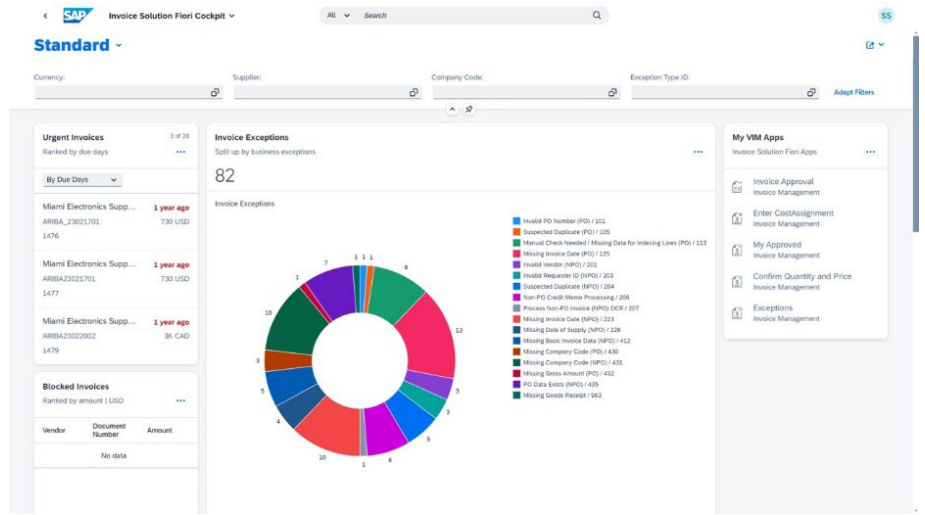 SAP Invoice Solution Fiori Cockpit
All Search
SS
Standard
Currency: Supplier: Company Code: Exception Type ID:
Adapt Filters
Urgent Invoices 3 of 28
Ranked by due days
By Due Days
Miami Electronics Supp... 1 year ago
ARIBA_23021701 730 USD
1476
Miami Electronics Supp... 1 year ago
ARIBA23021701 730 USD
1477
Miami Electronics Supp... 1 year ago
ARIBA23022002 3K CAD
1479
Blocked Invoices
Ranked by amount | USD
Vendor Document Number Amount
No data
Invoice Exceptions
Split up by business exceptions
82
Invoice Exceptions
1 1 1
8
13
3
3
5
6
1
10
4
5
3
10
1
7
Invalid PO Number (PO) / 101
Suspected Duplicate (PO) / 105
Manual Check Needed / Missing Data for Indexing Lines (PO) / 113
Missing Invoice Date (PO) / 125
Invalid Vendor (NPO) / 201
Invalid Requester ID (NPO) / 203
Suspected Duplicate (NPO) / 204
Non-PO Credit Memo Processing / 206
Process Non-PO Invoice (NPO) OCR / 207
Missing Invoice Date (NPO) / 223
Missing Date of Supply (NPO) / 228
Missing Basic Invoice Data (NPO) / 412
Missing Company Code (PO) / 430
Missing Company Code (NPO) / 431
Missing Gross Amount (PO) / 432
PO Data Exists (NPO) / 435
Missing Goods Receipt / 963
My VIM Apps
Invoice Solution Fiori Apps
Invoice Approval
Invoice Management
Enter CostAssignment
Invoice Management
My Approved
Invoice Management
Confirm Quantity and Price
Invoice Management
Exceptions
Invoice Management